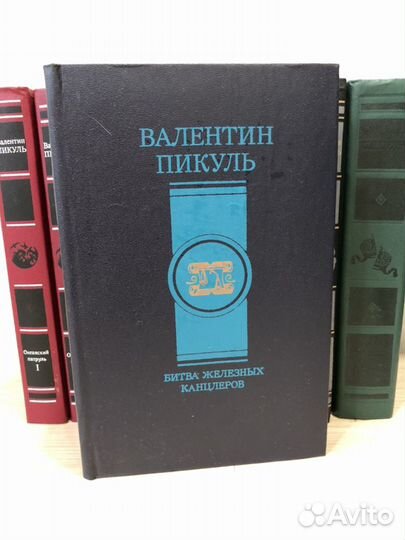 ВАЛЕНТИН
ПИКУЛЬ
БИТВА ЖЕЛЕЗНЫХ
КАНЦЛЕРОВ
Валентин
ПИКУЛЬ
Океанский
патруль
I
Avito